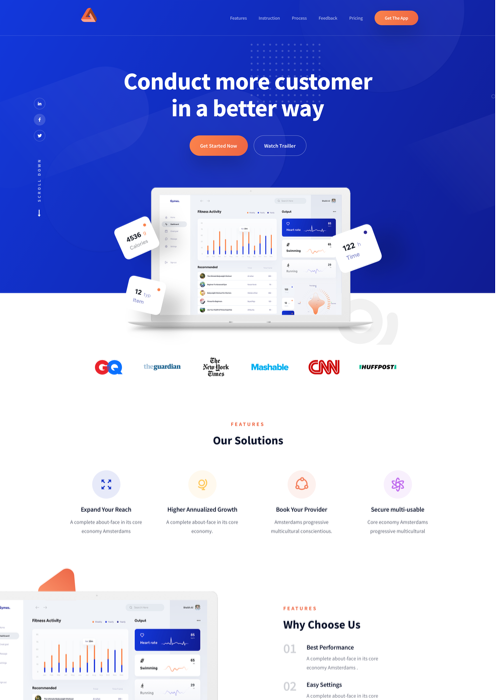 Features
Instruction
Process
Feedback
Pricing
Get The App
Conduct more customer
in a better way
Get Started Now
Watch Trailler
SCROLL DOWN
Fitness Activity
Output
Heart rate
Swimming
Running
Recommended
4536
Calories
122 h
Time
12
Item
GQ
theguardian
The
New York
Times
Mashable
CNN
HUFFPOST
FEATURES
Our Solutions
Expand Your Reach
A complete about-face in its core
economy Amsterdams
Higher Annualized Growth
A complete about-face in its core
economy.
Book Your Provider
Amsterdams progressive
multicultural conscientious.
Secure multi-usable
Core economy Amsterdams
progressive multicultural
Fitness Activity
Output
Heart rate
Swimming
Running
Recommended
FEATURES
Why Choose Us
01
Best Performance
A complete about-face in its core
economy Amsterdams .
02
Easy Settings
A complete about-face in its core